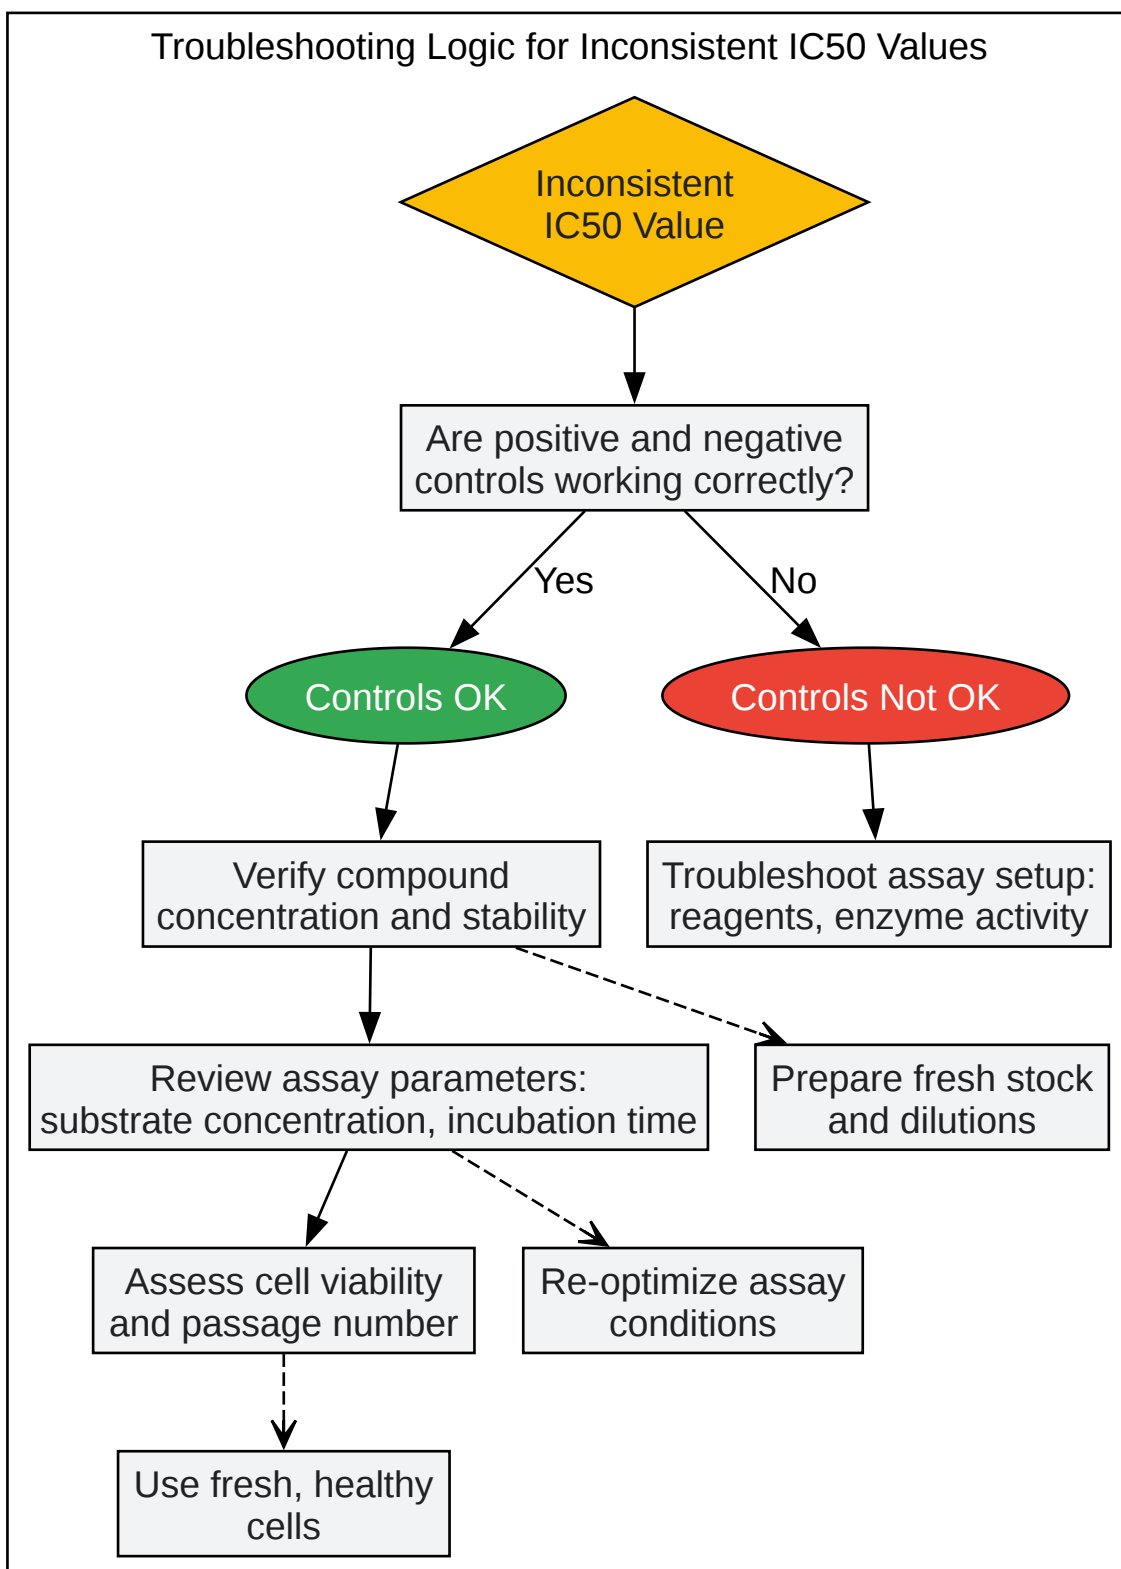 Troubleshooting Logic for Inconsistent IC50 Values
Inconsistent
IC50 Value
Are positive and negative
controls working correctly?
Yes
No
Controls OK
Controls Not OK
Verify compound
concentration and stability
Troubleshoot assay setup:
reagents, enzyme activity
Review assay parameters:
substrate concentration, incubation time
Prepare fresh stock
and dilutions
Assess cell viability
and passage number
Re-optimize assay
conditions
Use fresh, healthy
cells